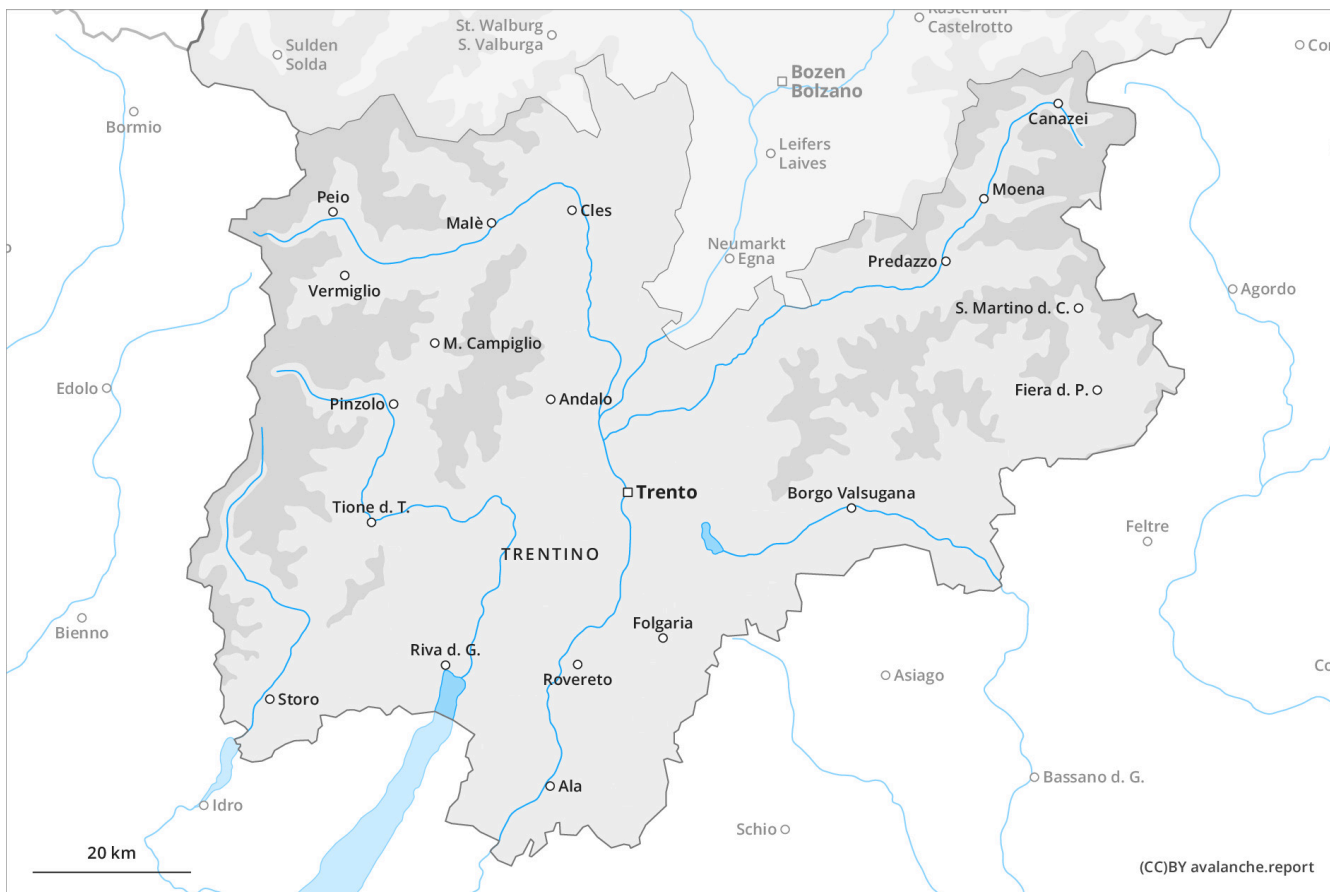 Kastelruth
Castelrotto
St. Walburg
S. Valburga
Sulden
Solda
Bozen
Bolzano
Bormio
Canazei
Leifers
Laives
Moena
Peio
Malè
Cles
Neumarkt
Egna
Predazzo
Vermiglio
Agordo
S. Martino d. C.
M. Campiglio
Edolo
Pinzolo
Andalo
Fiera d. P.
Trento
Borgo Valsugana
Tione d. T.
Feltre
TRENTINO
Bienno
Folgaria
Riva d. G.
Rovereto
Asiago
Storo
Ala
Bassano d. G.
Idro
Schio
20 km
(CC)BY avalanche.report